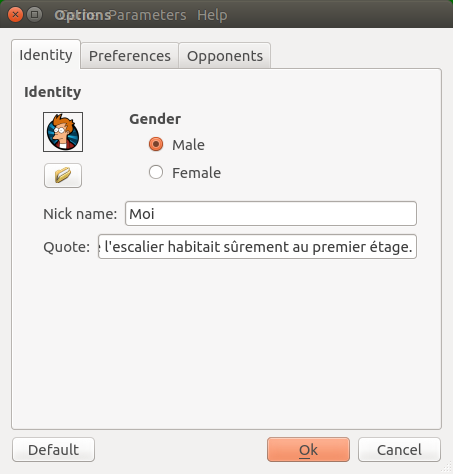 Options Parameters Help
Identity Preferences Opponents
Identity
Gender
Male
Female
Nick name: Moi
Quote: l'escalier habitait sûrement au premier étage.
Default Ok Cancel